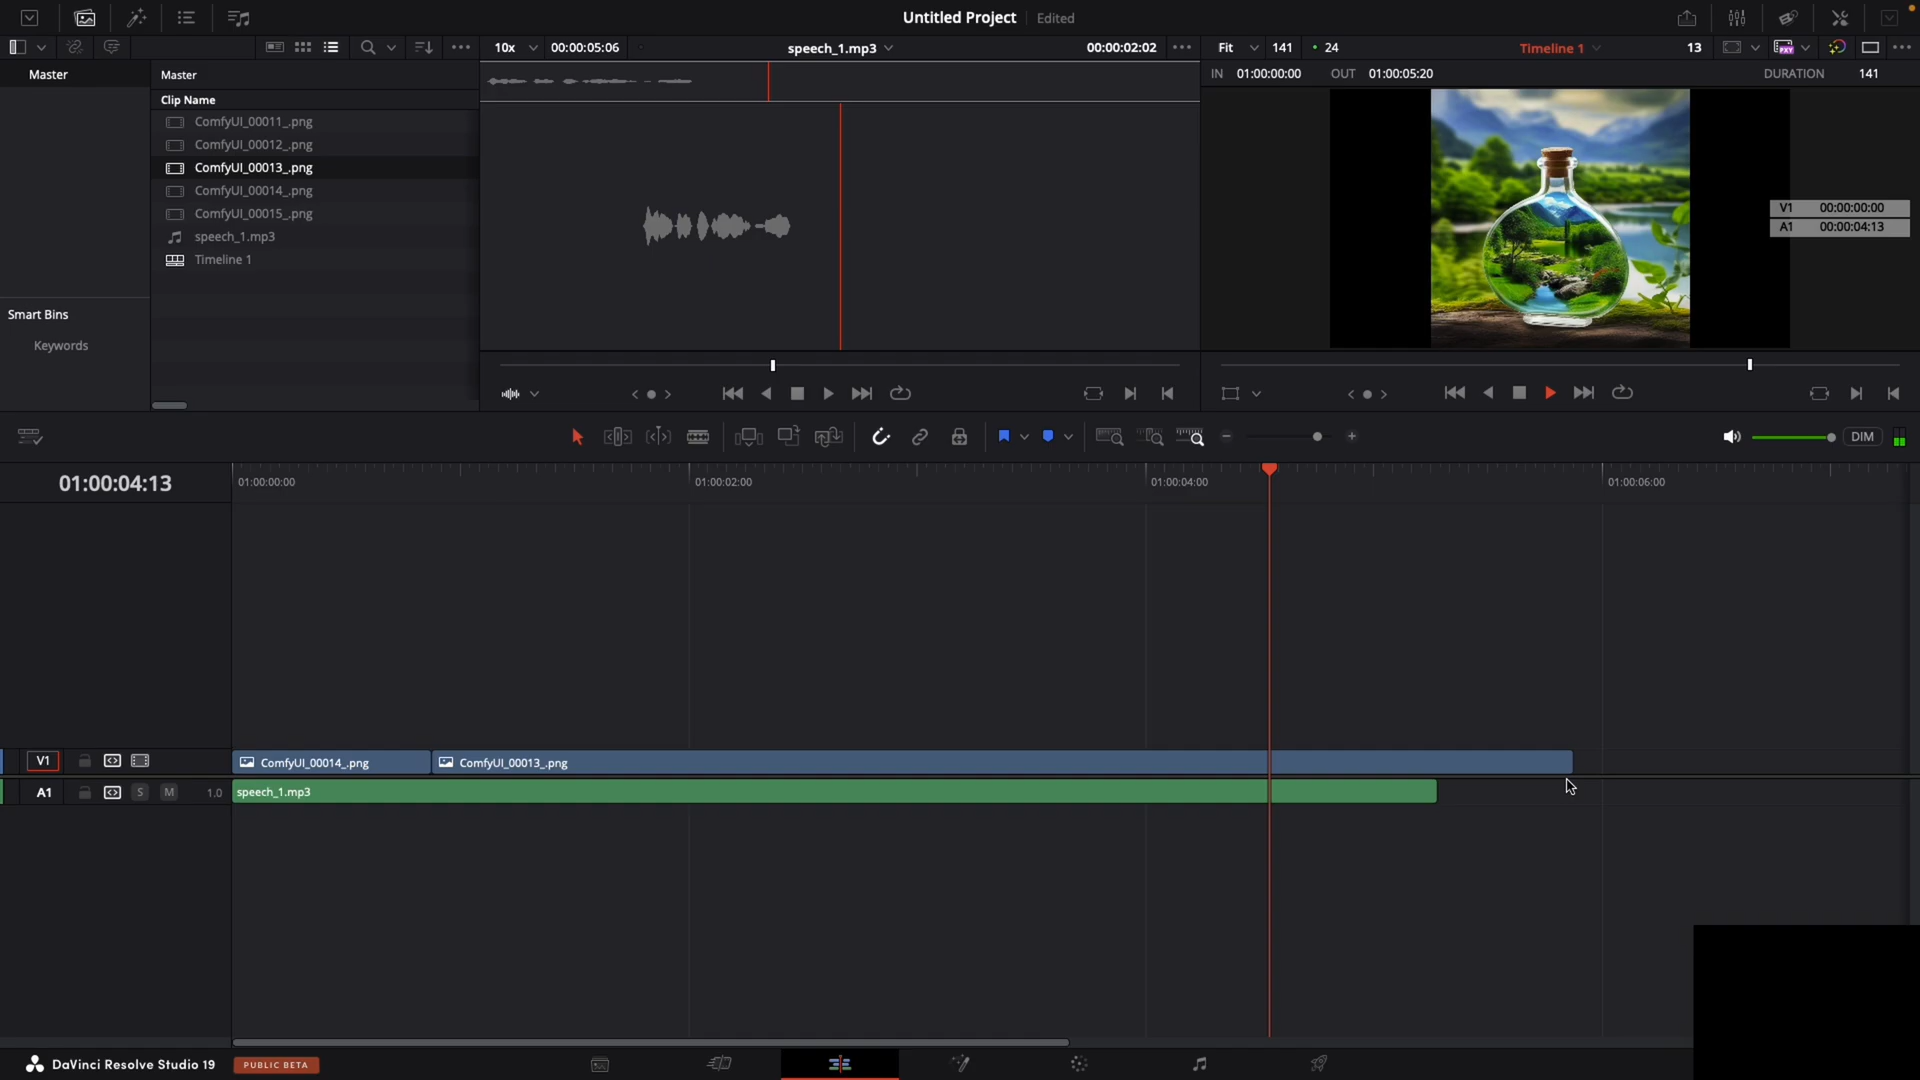 Untitled Project Edited
10x 00:00:05:06 speech_1.mp3 00:00:02:02
Fit 141 24 Timeline 1 13 PXY
Master Master
IN 01:00:00:00 OUT 01:00:05:20 DURATION 141
Clip Name
ComfyUI_00011_.png
ComfyUI_00012_.png
ComfyUI_00013_.png
ComfyUI_00014_.png
ComfyUI_00015_.png
speech_1.mp3
Timeline 1
V1 00:00:00:00
A1 00:00:04:13
Smart Bins
Keywords
DIM
01:00:04:13
01:00:00:00 01:00:02:00 01:00:04:00 01:00:06:00
V1 ComfyUI_00014_.png ComfyUI_00013_.png
A1 S M 1.0 speech_1.mp3
DaVinci Resolve Studio 19 PUBLIC BETA